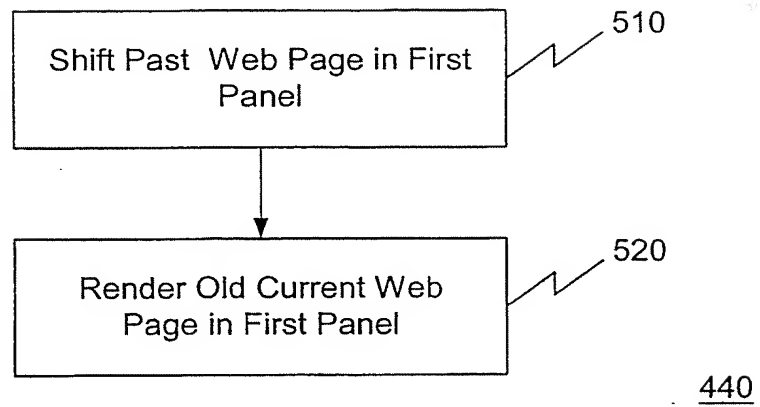 510
Shift Past Web Page in First
Panel
520
Render Old Current Web
Page in First Panel
440